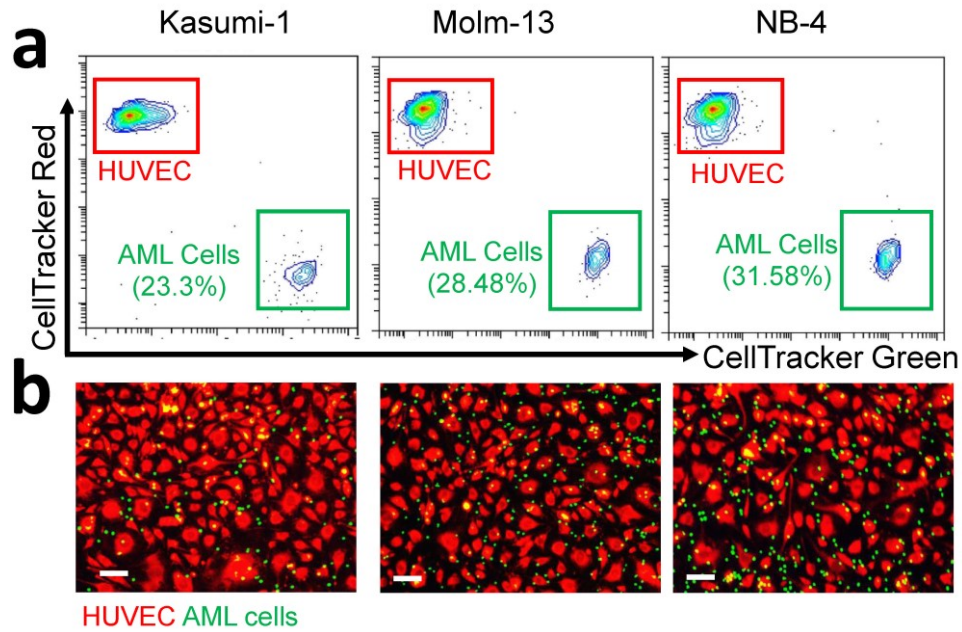 a
Kasumi-1
Molm-13
NB-4
CellTracker Red
HUVEC
HUVEC
HUVEC
AML Cells
(23.3%)
AML Cells
(28.48%)
AML Cells
(31.58%)
CellTracker Green
b
HUVEC AML cells